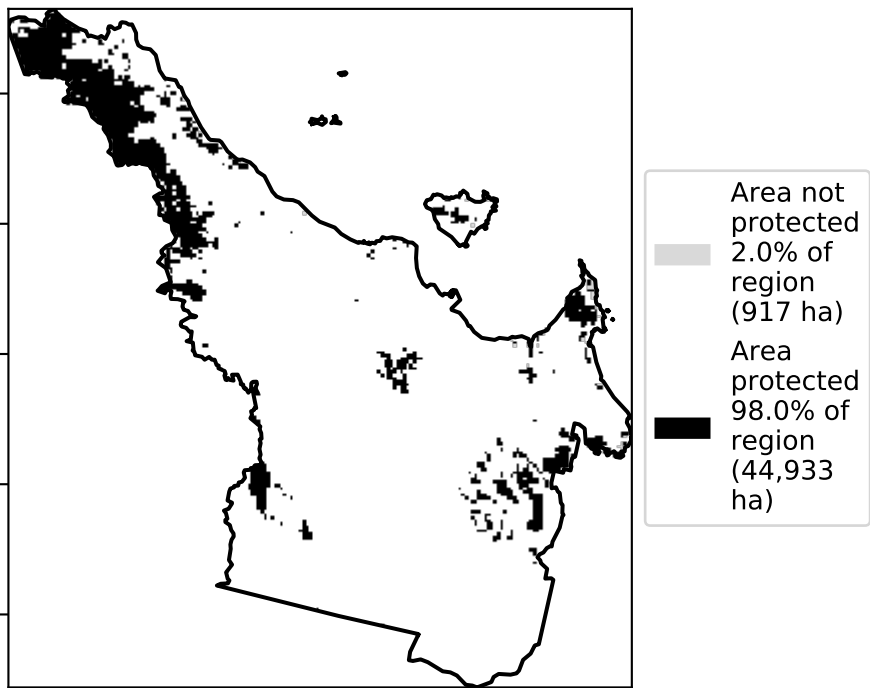 Area not
protected
2.0% of
region
(917 ha)
Area
protected
98.0% of
region
(44,933
ha)